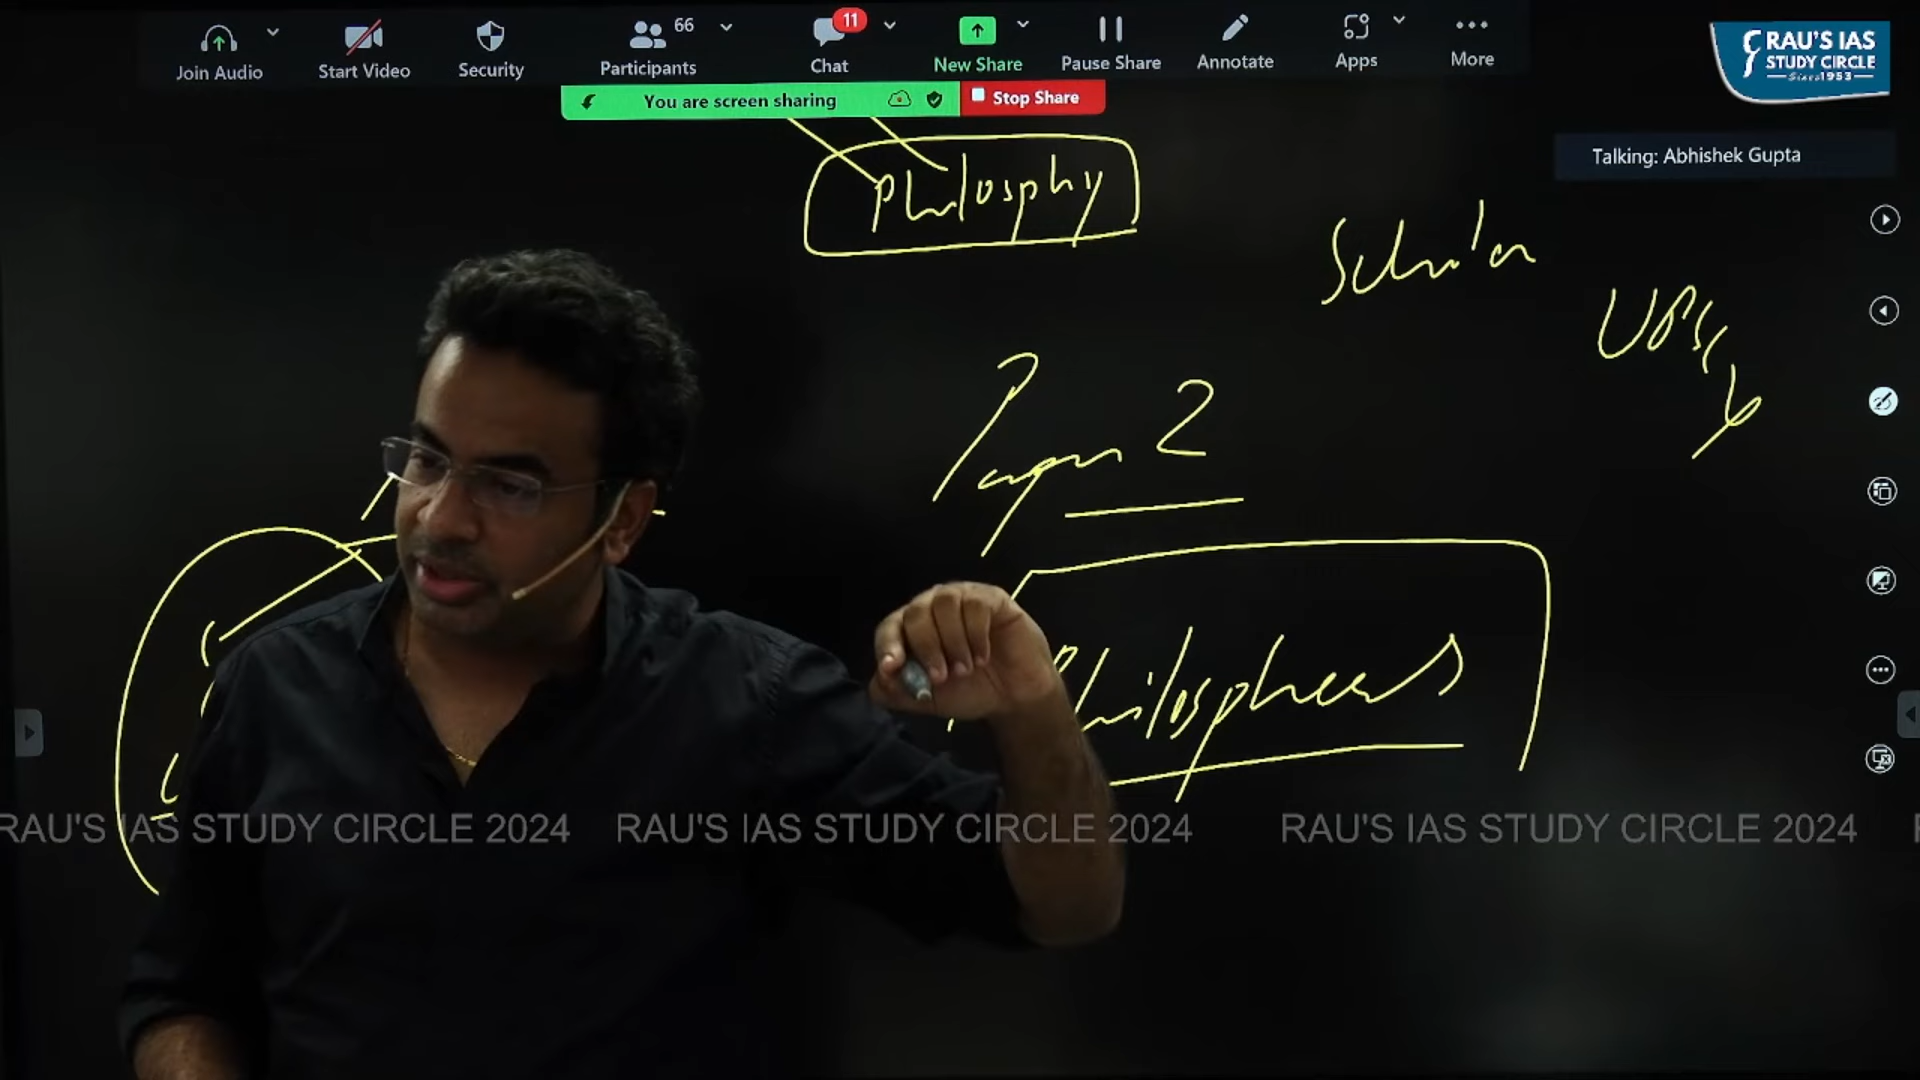 Join Audio
Start Video
Security
Participants 66
Chat 11
New Share
Pause Share
Annotate
Apps
More
You are screen sharing
Stop Share
RAU'S IAS
STUDY CIRCLE
Since 1953
Talking: Abhishek Gupta
Philosphy
UPSC
Paper 2
RAU'S IAS STUDY CIRCLE 2024 RAU'S IAS STUDY CIRCLE 2024 RAU'S IAS STUDY CIRCLE 2024